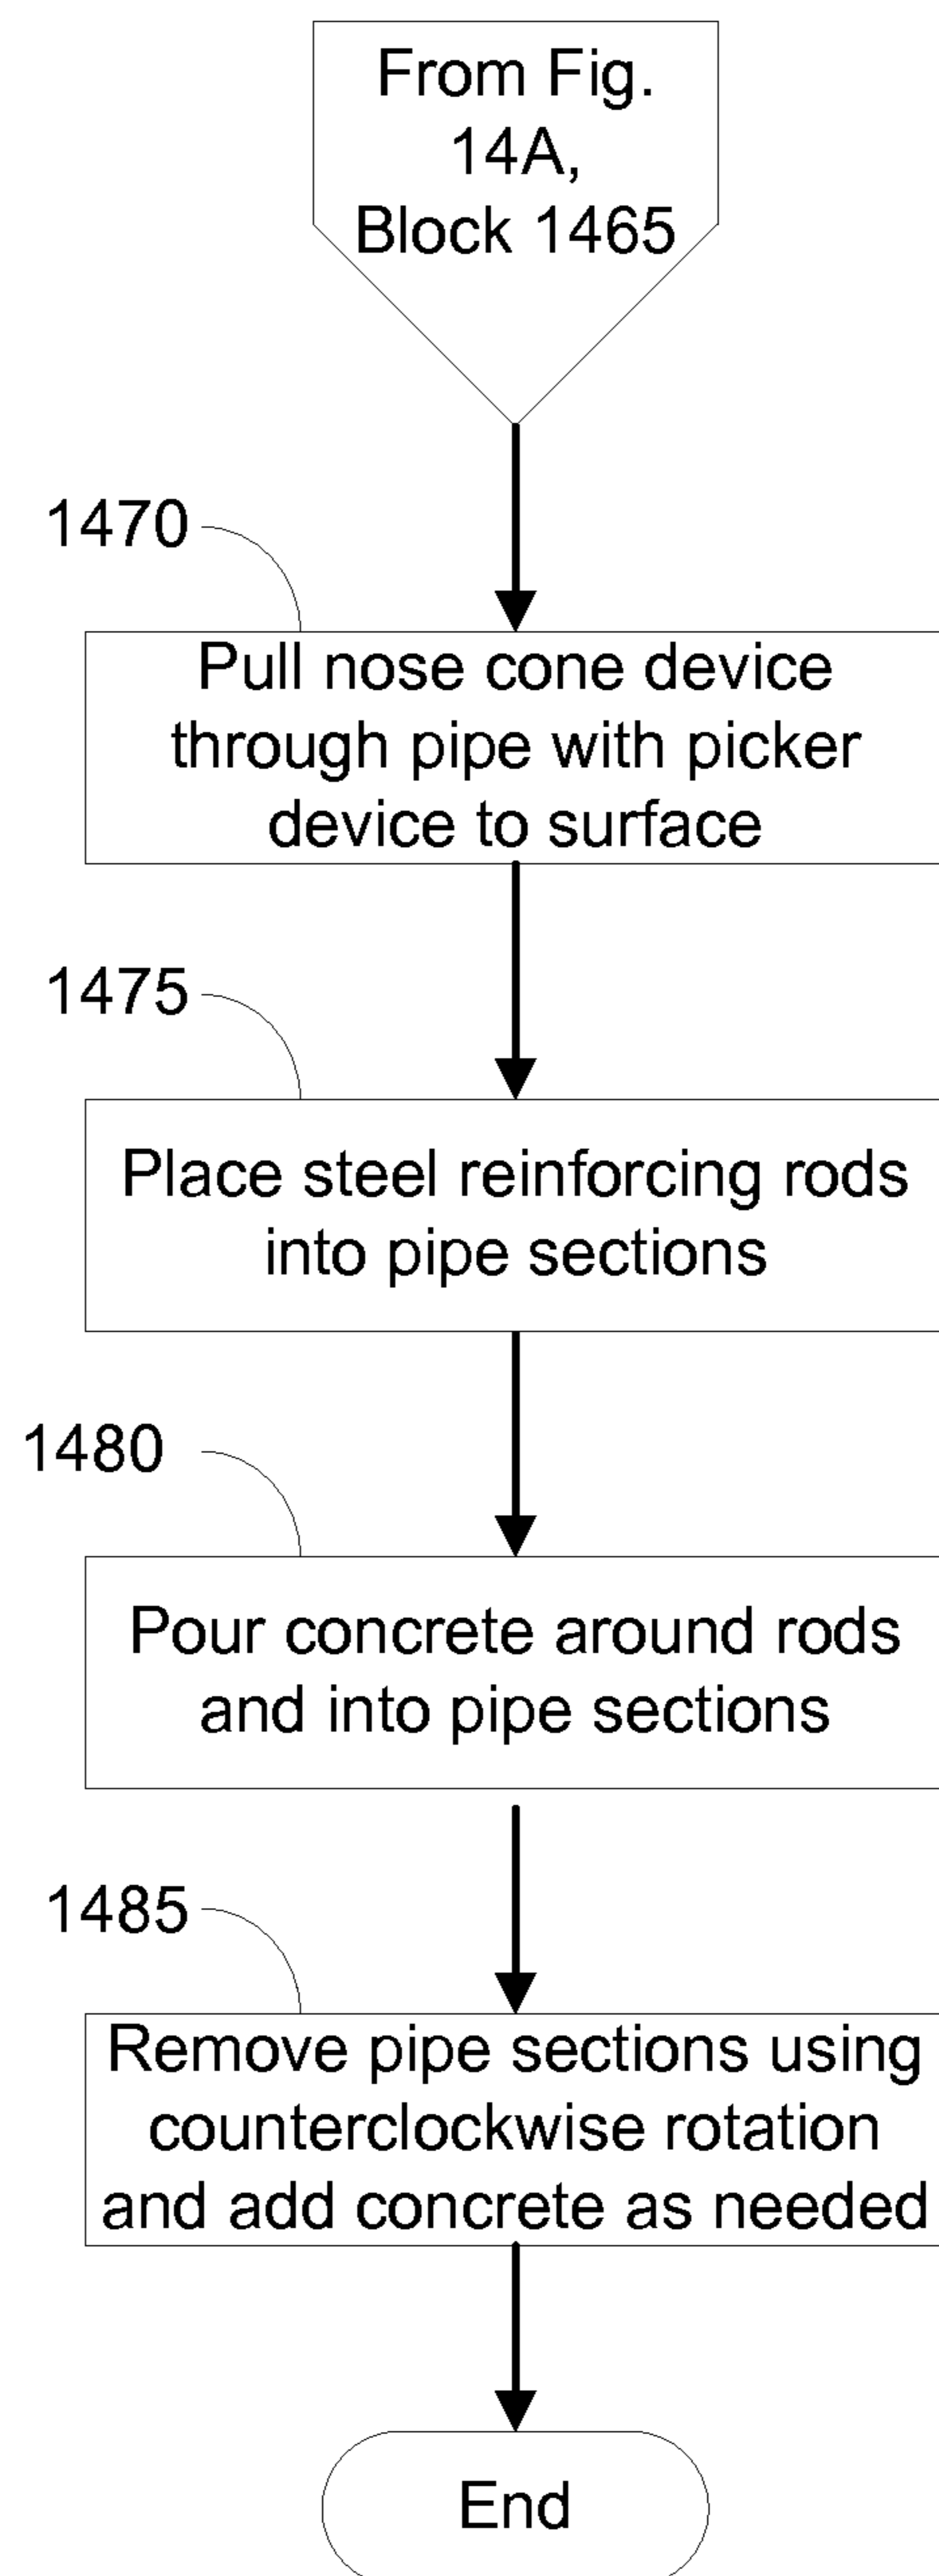 From Fig.
14A,
Block 1465
1470
Pull nose cone device
through pipe with picker
device to surface
1475
Place steel reinforcing rods
into pipe sections
1480
Pour concrete around rods
and into pipe sections
1485
Remove pipe sections using
counterclockwise rotation
and add concrete as needed
End